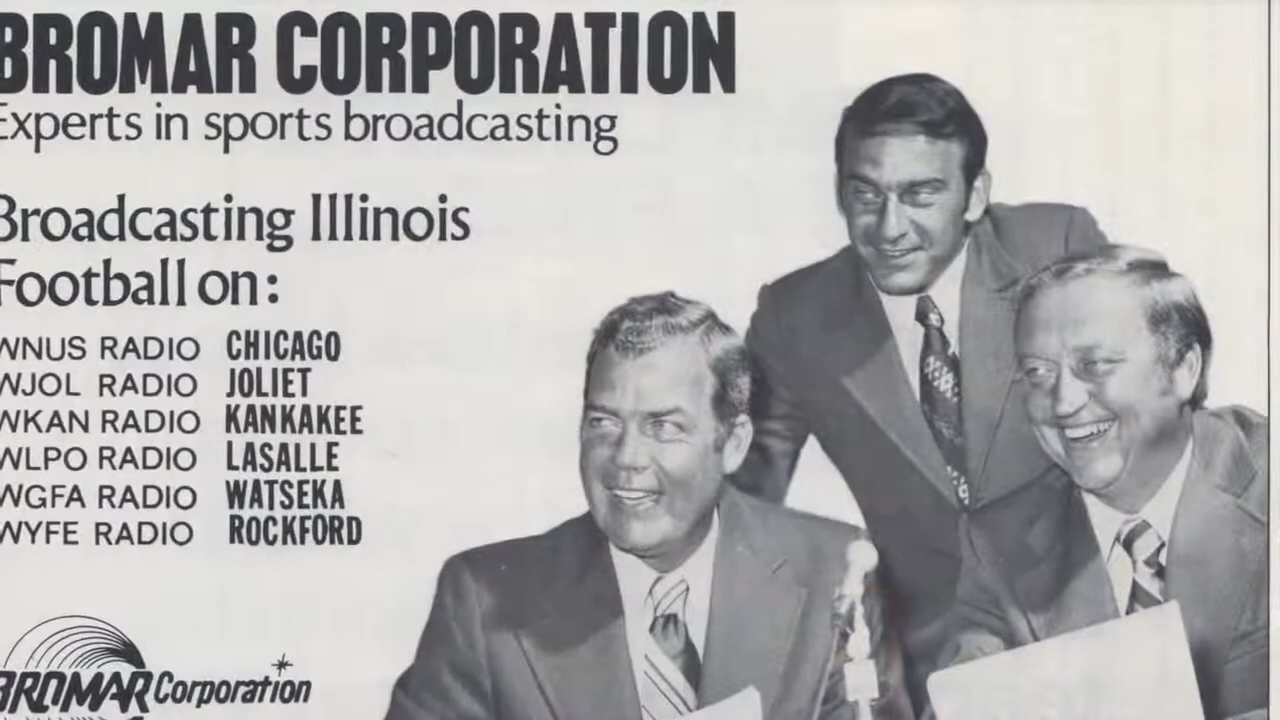 BROMAR CORPORATION
Experts in sports broadcasting
Broadcasting Illinois
Football on:
WNUS RADIO CHICAGO
WJOL RADIO JOLIET
WKAN RADIO KANKAKEE
WLPO RADIO LASALLE
WGFA RADIO WATSEKA
WYFE RADIO ROCKFORD
BROMAR Corporation